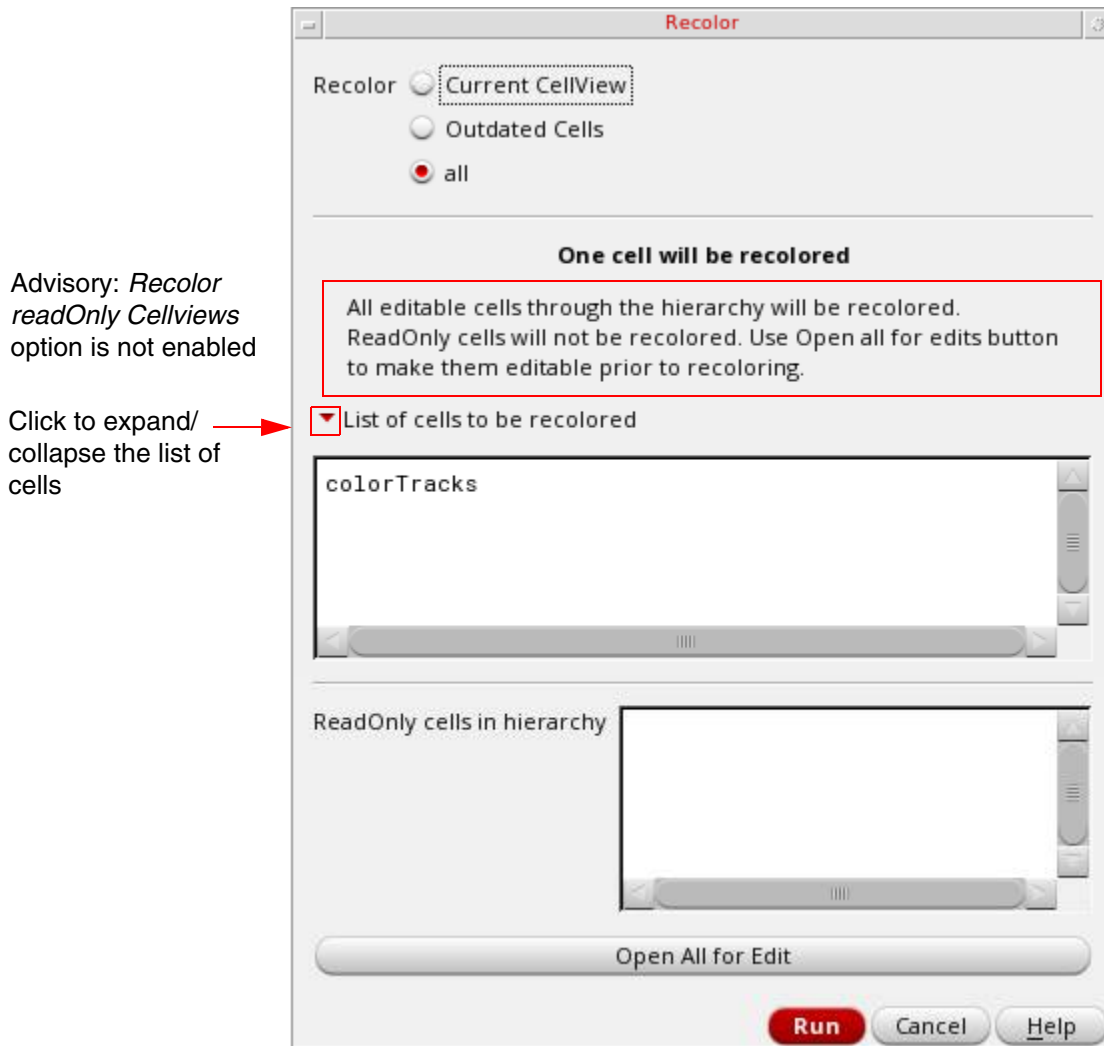 Recolor
Recolor Current CellView
Outdated Cells
all
One cell will be recolored
Advisory: Recolor
readOnly Cellviews
option is not enabled
All editable cells through the hierarchy will be recolored.
ReadOnly cells will not be recolored. Use Open all for edits button
to make them editable prior to recoloring.
Click to expand/
collapse the list of
cells
List of cells to be recolored
colorTracks
ReadOnly cells in hierarchy
Open All for Edit
Run Cancel Help